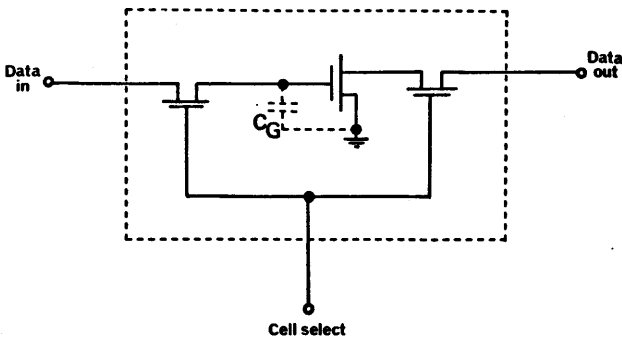 Data
in
Data
out
CG
Cell select